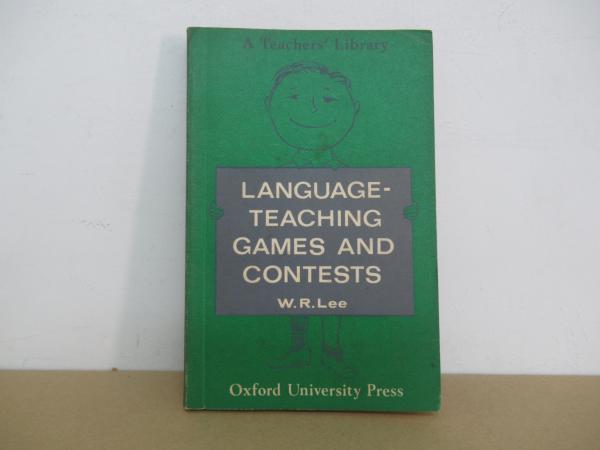 A Teachers' Library
LANGUAGE-
TEACHING
GAMES AND
CONTESTS
W.R.Lee
Oxford University Press